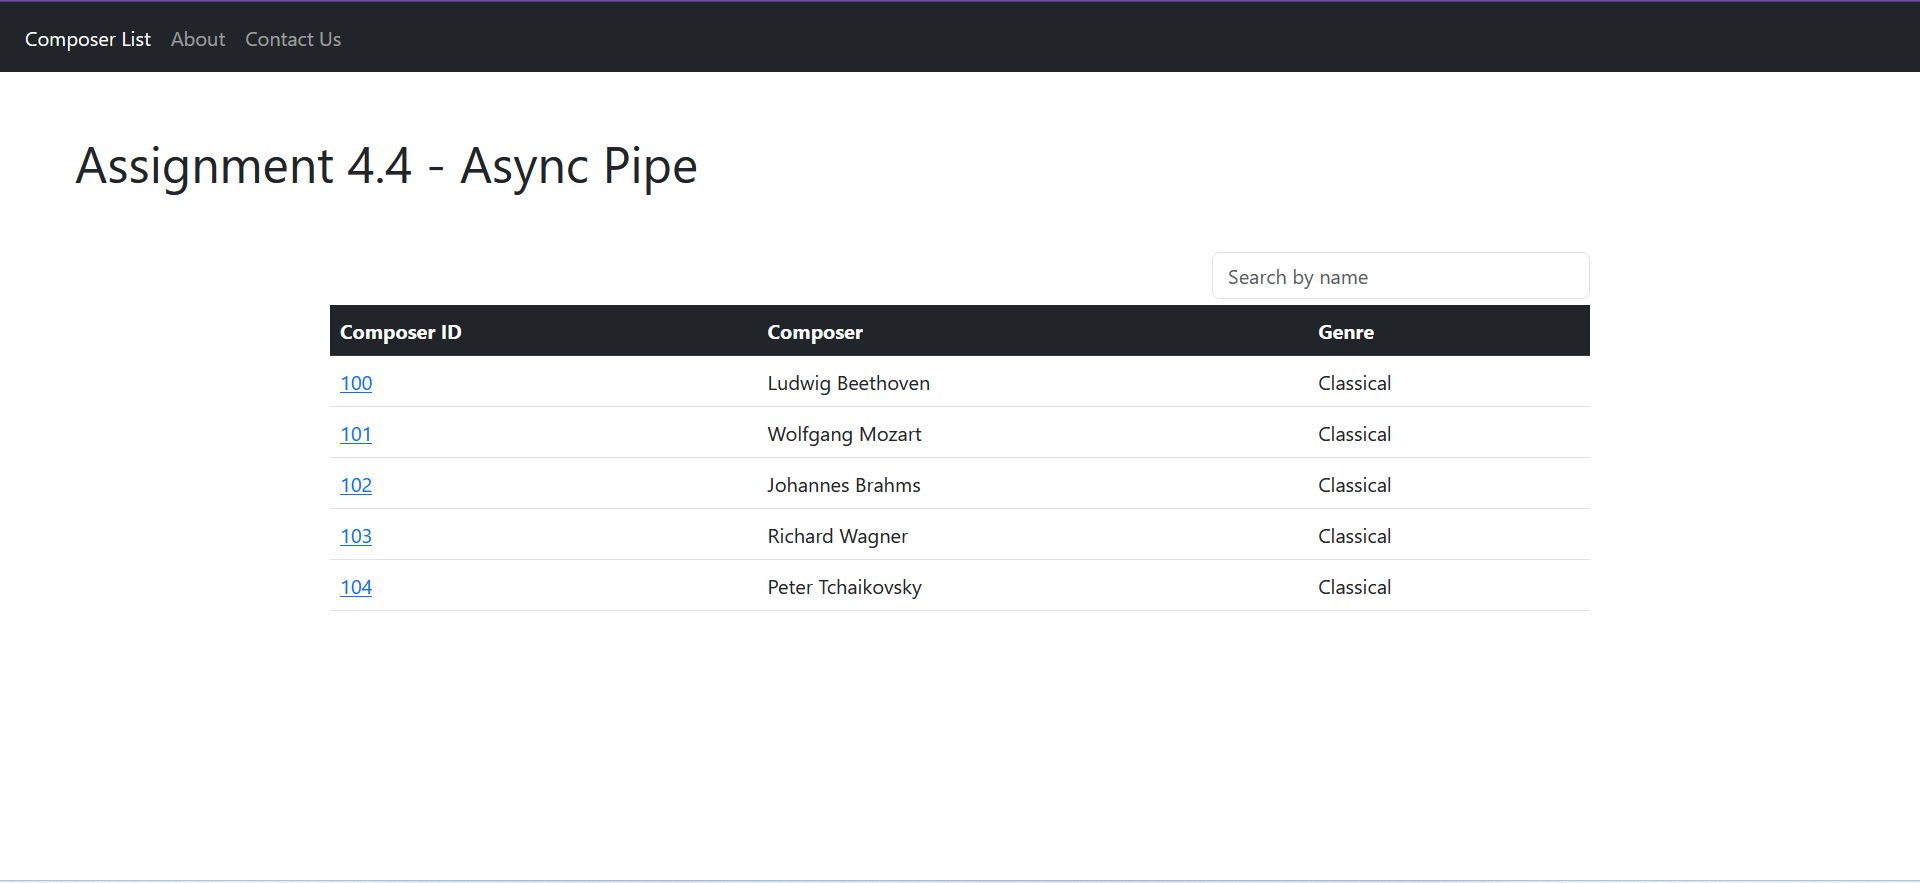 Composer List About Contact Us
Assignment 4.4 - Async Pipe
Search by name
Composer ID Composer Genre
100 Ludwig Beethoven Classical
101 Wolfgang Mozart Classical
102 Johannes Brahms Classical
103 Richard Wagner Classical
104 Peter Tchaikovsky Classical